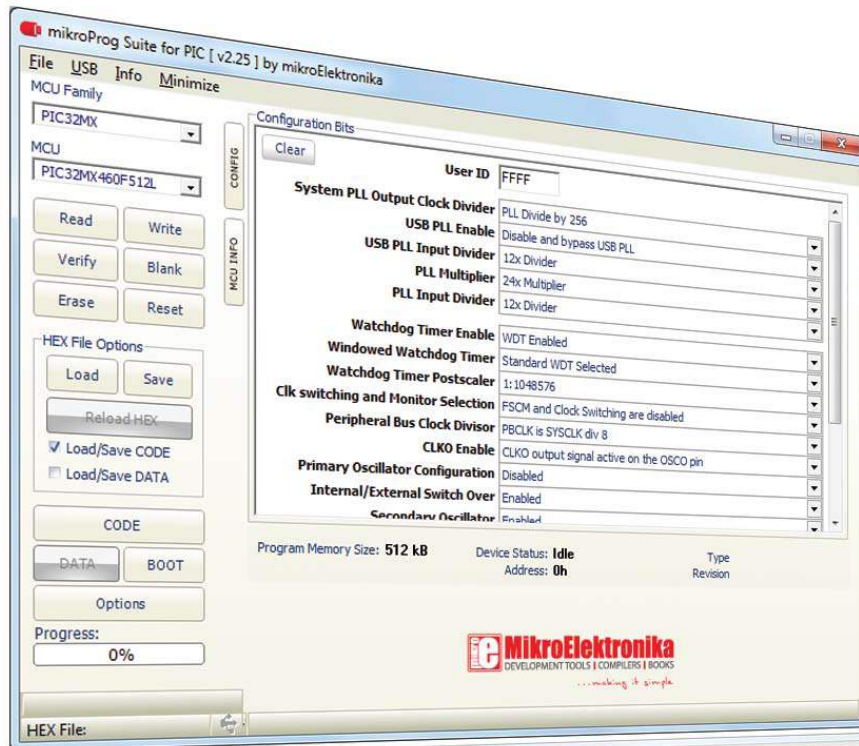 mikroProg Suite for PIC [ v2.25 ] by mikroElektronika
File USB Info Minimize
MCU Family
PIC32MX
MCU
PIC32MX460F512L
Read Write
Verify Blank
Erase Reset
HEX File Options
Load Save
Reload HEX
Load/Save CODE
Load/Save DATA
CODE
DATA BOOT
Options
Progress:
0%
HEX File:
CONFIG
MCU INFO
Configuration Bits
Clear
User ID FFFF
System PLL Output Clock Divider PLL Divide by 256
USB PLL Enable Disable and bypass USB PLL
USB PLL Input Divider 12x Divider
PLL Multiplier 24x Multiplier
PLL Input Divider 12x Divider
Watchdog Timer Enable WDT Enabled
Windowed Watchdog Timer Standard WDT Selected
Watchdog Timer Postscaler 1:1048576
Clk switching and Monitor Selection FSCM and Clock Switching are disabled
Peripheral Bus Clock Divisor PBCLK is SYSCLK div 8
CLKO Enable CLKO output signal active on the OSCO pin
Primary Oscillator Configuration Disabled
Internal/External Switch Over Enabled
Secondary Oscillator Enabled
Program Memory Size: 512 kB Device Status: Idle Type
Address: 0h Revision
MikroElektronika
DEVELOPMENT TOOLS | COMPILERS | BOOKS
...making it simple